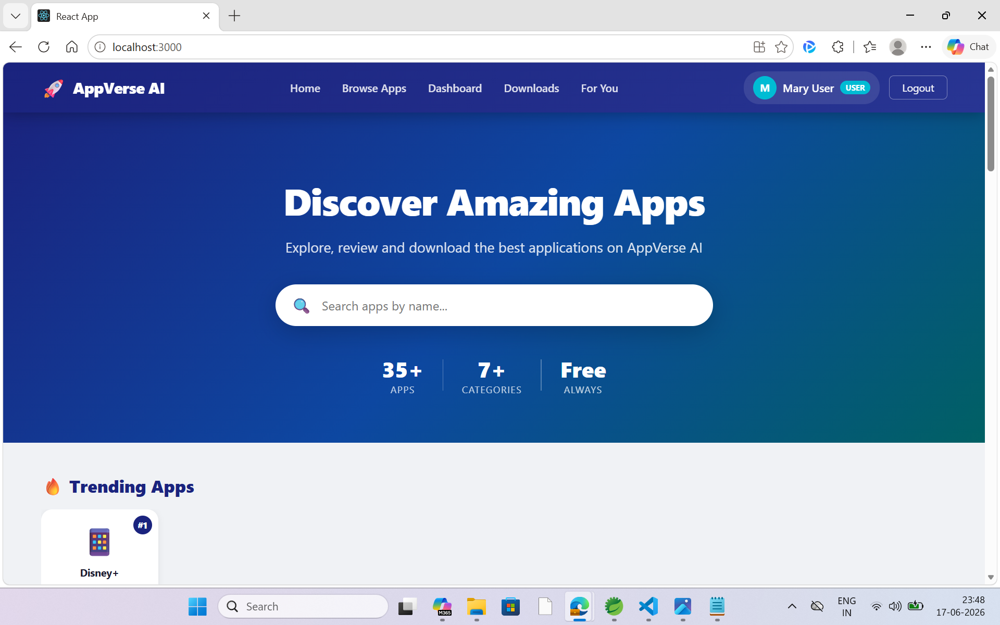 React App
localhost:3000
Chat
AppVerse AI
Home
Browse Apps
Dashboard
Downloads
For You
M
Mary User
USER
Logout
Discover Amazing Apps
Explore, review and download the best applications on AppVerse AI
Search apps by name...
35+
APPS
7+
CATEGORIES
Free
ALWAYS
Trending Apps
#1
Disney+
Search
M365
ENG
IN
23:48
17-06-2026